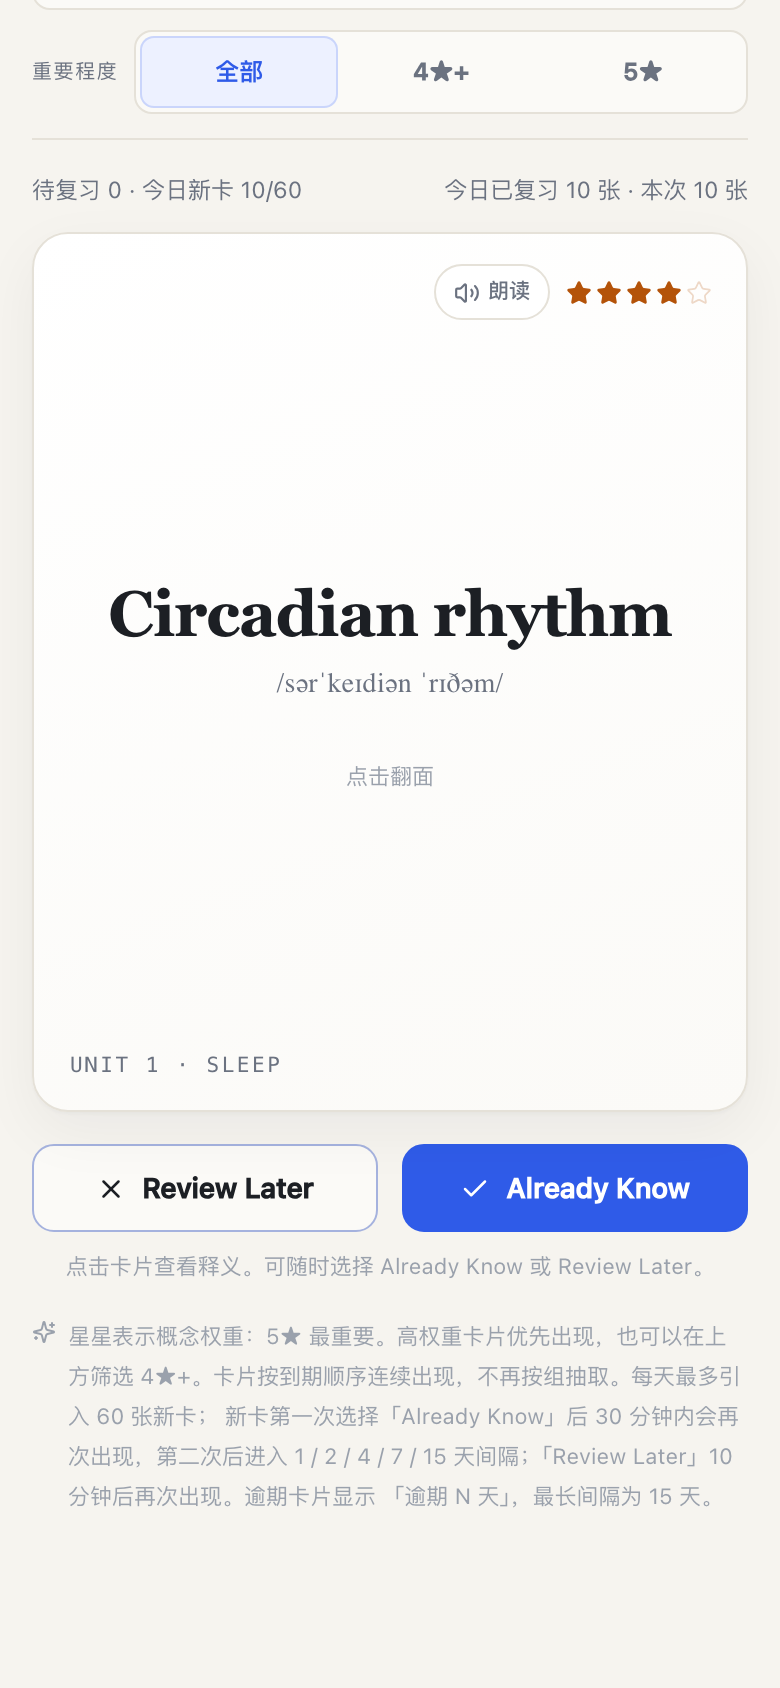 重要程度 全部 4★+ 5★
待复习 0 · 今日新卡 10/60 今日已复习 10 张 · 本次 10 张
朗读 ★★★★☆
Circadian rhythm
/sərˈkeɪdiən ˈrɪðəm/
点击翻面
UNIT 1 · SLEEP
Review Later Already Know
点击卡片查看释义。可随时选择 Already Know 或 Review Later。
星星表示概念权重：5★ 最重要。高权重卡片优先出现，也可以在上
方筛选 4★+。卡片按到期顺序连续出现，不再按组抽取。每天最多引
入 60 张新卡； 新卡第一次选择「Already Know」后 30 分钟内会再
次出现，第二次后进入 1 / 2 / 4 / 7 / 15 天间隔；「Review Later」10
分钟后再次出现。逾期卡片显示 「逾期 N 天」，最长间隔为 15 天。